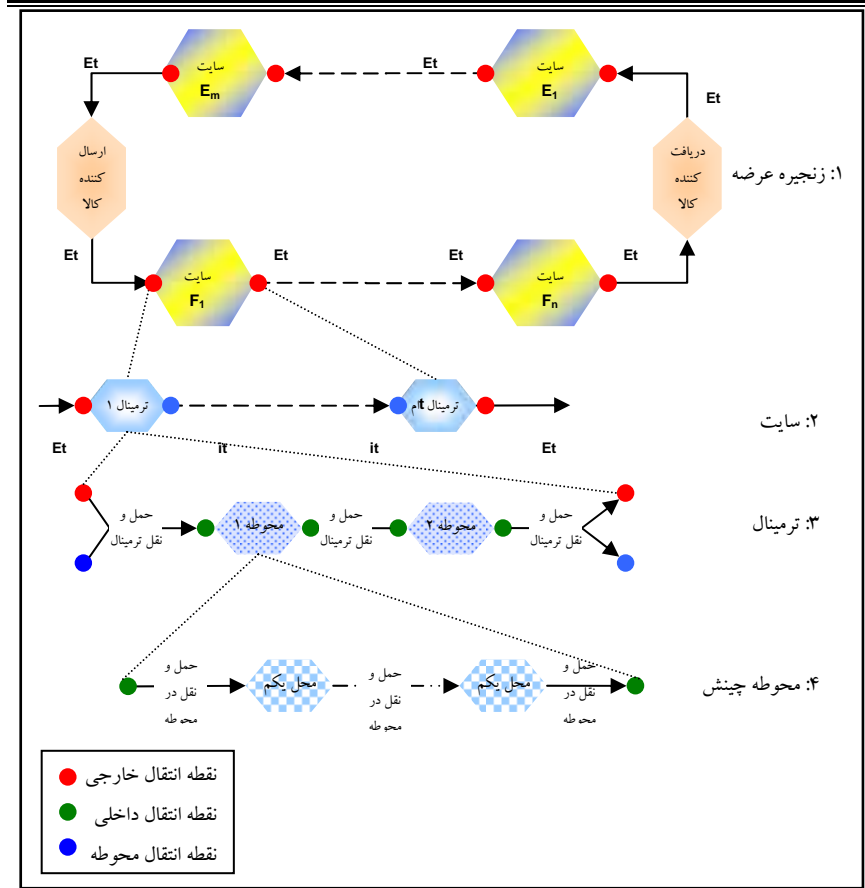 Et
سایت
Em
Et
سایت
E1
Et
ارسال
کننده
کالا
دریافت
کننده
کالا
۱: زنجیره عرضه
Et
سایت
F1
Et
Et
سایت
Fn
Et
ترمینال ۱
ترمینال tام
۲: سایت
Et
it
it
Et
حمل و
نقل ترمینال
محوطه ۱
حمل و
نقل ترمینال
محوطه ۲
حمل و
نقل ترمینال
۳: ترمینال
حمل و
نقل در
محوطه
محل یکم
حمل و
نقل در
محوطه
محل یکم
حمل و
نقل در
محوطه
۴: محوطه چینش
نقطه انتقال خارجی
نقطه انتقال داخلی
نقطه انتقال محوطه